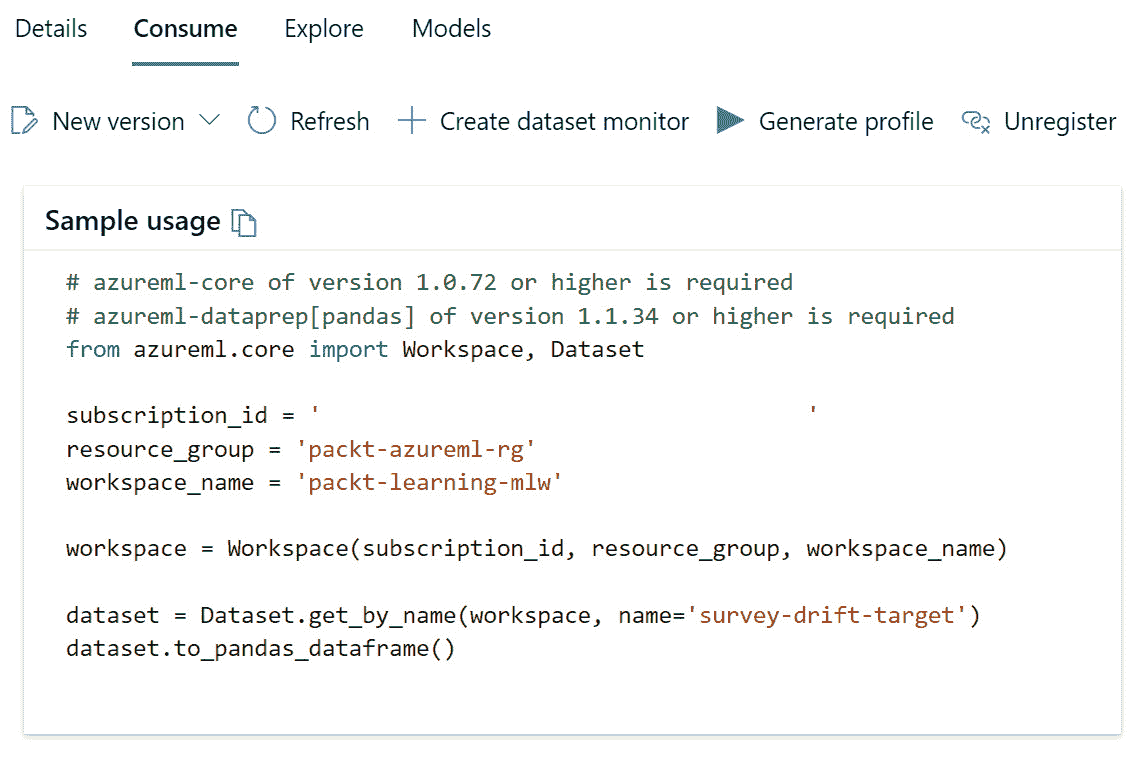 Details Consume Explore Models
New version Refresh Create dataset monitor Generate profile Unregister
Sample usage
# azureml-core of version 1.0.72 or higher is required
# azureml-dataprep[pandas] of version 1.1.34 or higher is required
from azureml.core import Workspace, Dataset
subscription_id = ' '
resource_group = 'packt-azureml-rg'
workspace_name = 'packt-learning-mlw'
workspace = Workspace(subscription_id, resource_group, workspace_name)
dataset = Dataset.get_by_name(workspace, name='survey-drift-target')
dataset.to_pandas_dataframe()